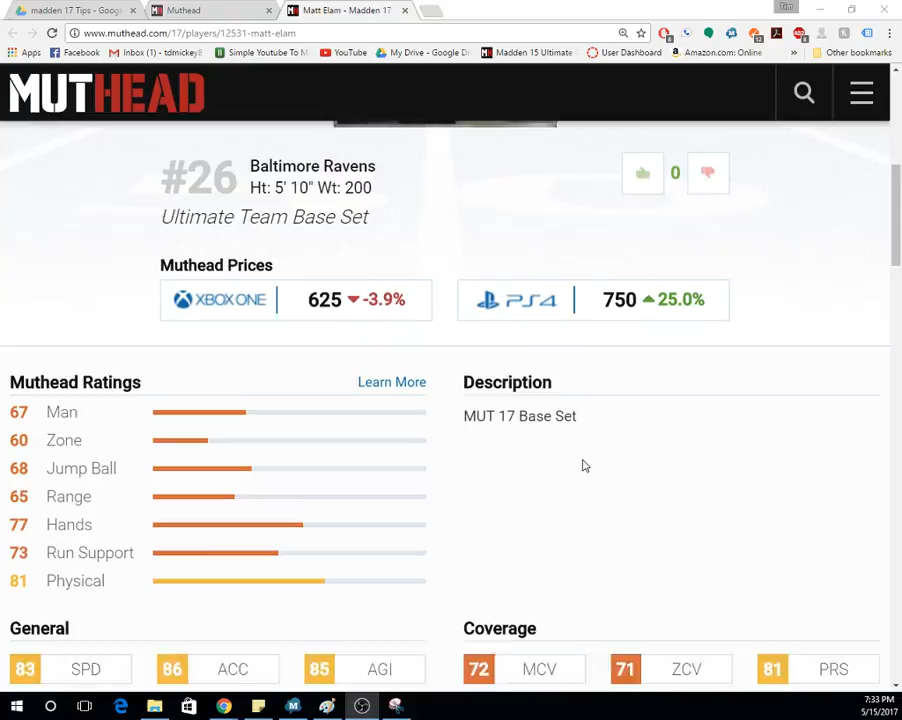 madden 17 Tips - Goog
Muthead
Matt Elam - Madden 17
Tim
www.muthead.com/17/players/12531-matt-elam
Apps
Facebook
Inbox (1) - tdmickey8
Simple Youtube To M
YouTube
My Drive - Google Dr
Madden 15 Ultimate
User Dashboard
Amazon.com: Online
»
Other bookmarks
MUTHEAD
#26
Baltimore Ravens
Ht: 5' 10" Wt: 200
0
Ultimate Team Base Set
Muthead Prices
XBOX ONE 625 -3.9%
PS4 750 25.0%
Muthead Ratings
Learn More
Description
67 Man
MUT 17 Base Set
60 Zone
68 Jump Ball
65 Range
77 Hands
73 Run Support
81 Physical
General
Coverage
83 SPD
86 ACC
85 AGI
72 MCV
71 ZCV
81 PRS
7:33 PM
5/15/2017